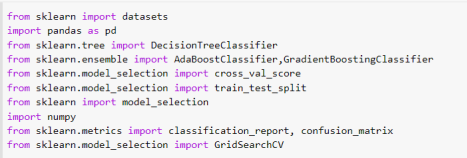 from sklearn import datasets
import pandas as pd
from sklearn.tree import DecisionTreeClassifier
from sklearn.ensemble import AdaBoostClassifier,GradientBoostingClassifier
from sklearn.model_selection import cross_val_score
from sklearn.model_selection import train_test_split
from sklearn import model_selection
import numpy
from sklearn.metrics import classification_report, confusion_matrix
from sklearn.model_selection import GridSearchCV